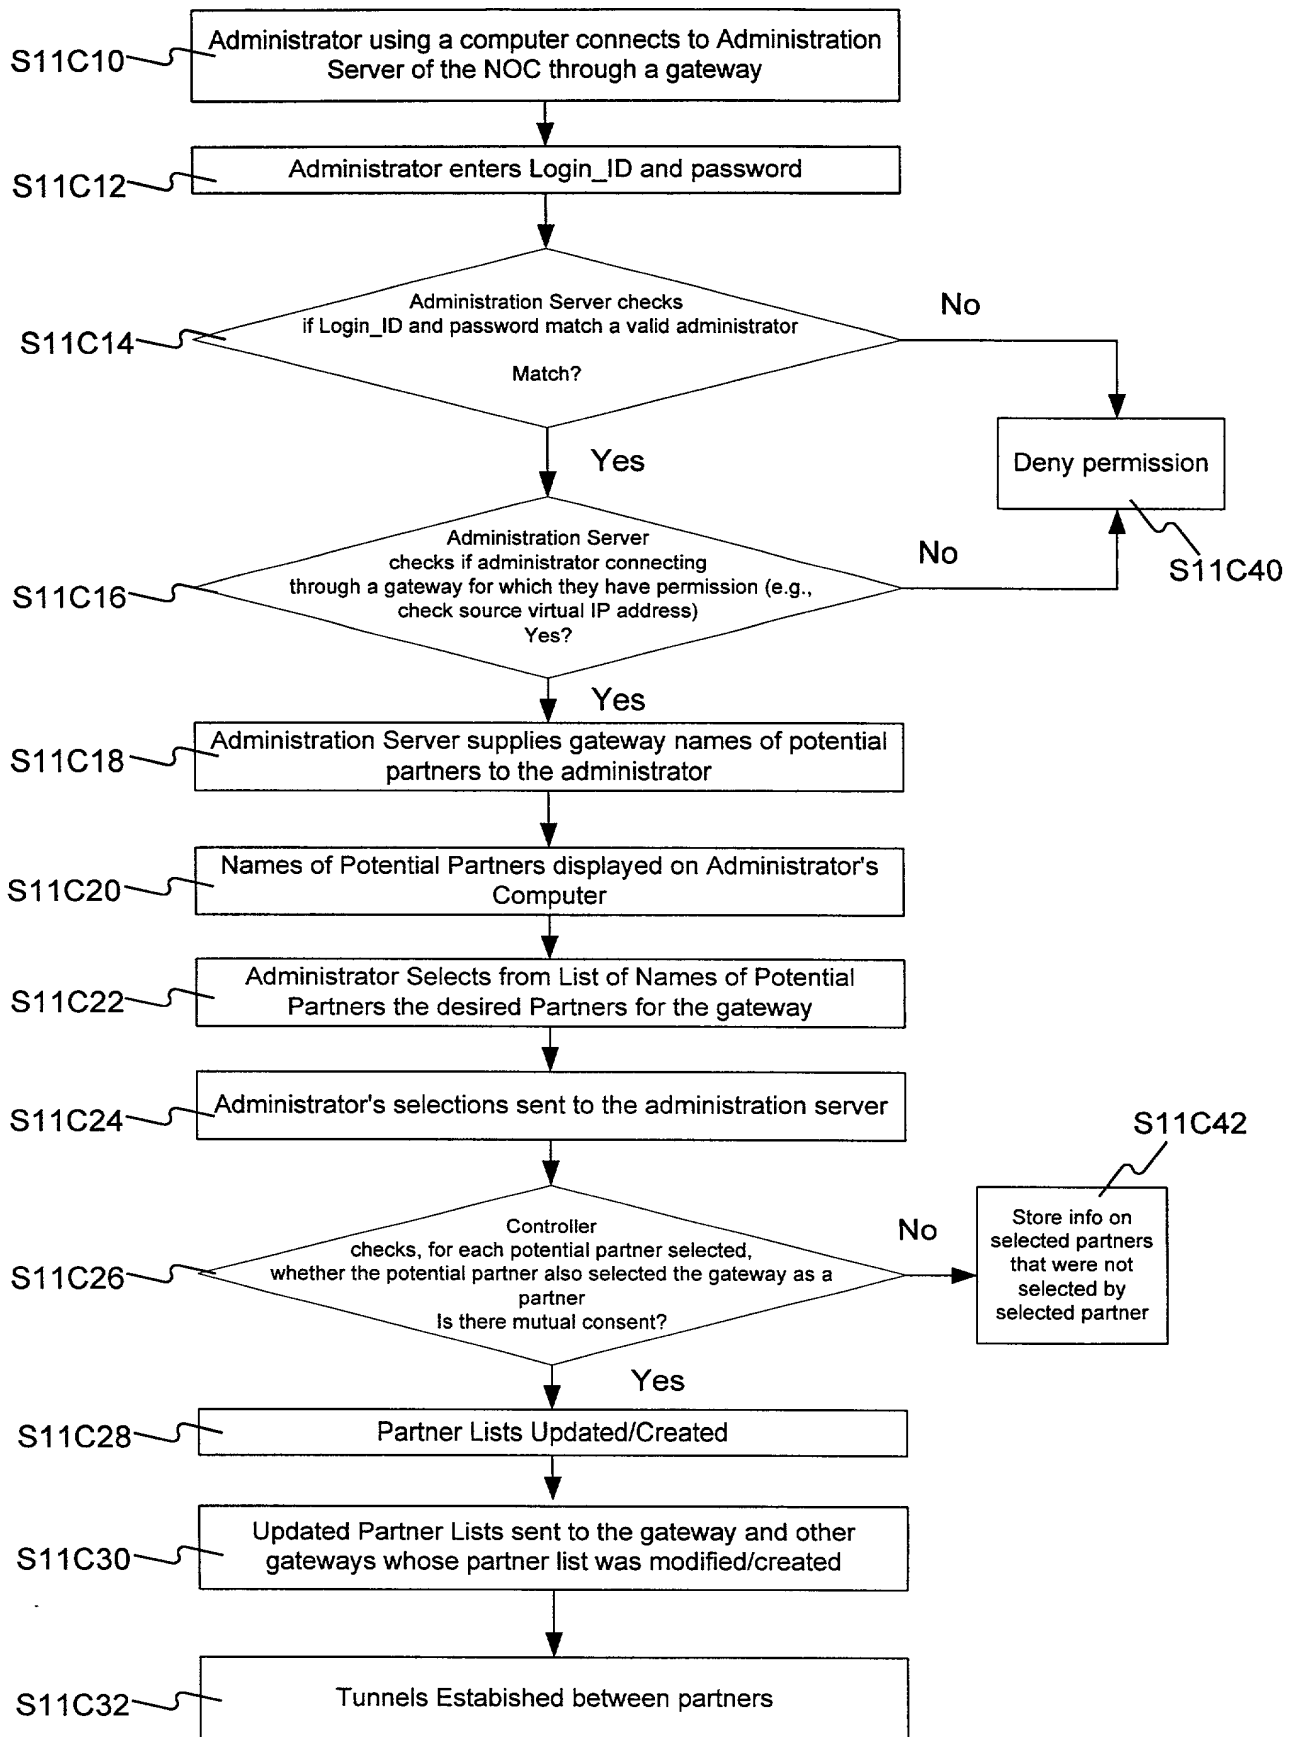 Administrator using a computer connects to Administration
Server of the NOC through a gateway
S11C10
Administrator enters Login_ID and password
S11C12
Administration Server checks
if Login_ID and password match a valid administrator
Match?
S11C14
No
Yes
Deny permission
S11C40
Administration Server
checks if administrator connecting
through a gateway for which they have permission (e.g.,
check source virtual IP address)
Yes?
S11C16
No
Yes
Administration Server supplies gateway names of potential
partners to the administrator
S11C18
Names of Potential Partners displayed on Administrator's
Computer
S11C20
Administrator Selects from List of Names of Potential
Partners the desired Partners for the gateway
S11C22
Administrator's selections sent to the administration server
S11C24
S11C42
Controller
checks, for each potential partner selected,
whether the potential partner also selected the gateway as a
partner
Is there mutual consent?
S11C26
No
Store info on
selected partners
that were not
selected by
selected partner
Yes
Partner Lists Updated/Created
S11C28
Updated Partner Lists sent to the gateway and other
gateways whose partner list was modified/created
S11C30
Tunnels Estabished between partners
S11C32